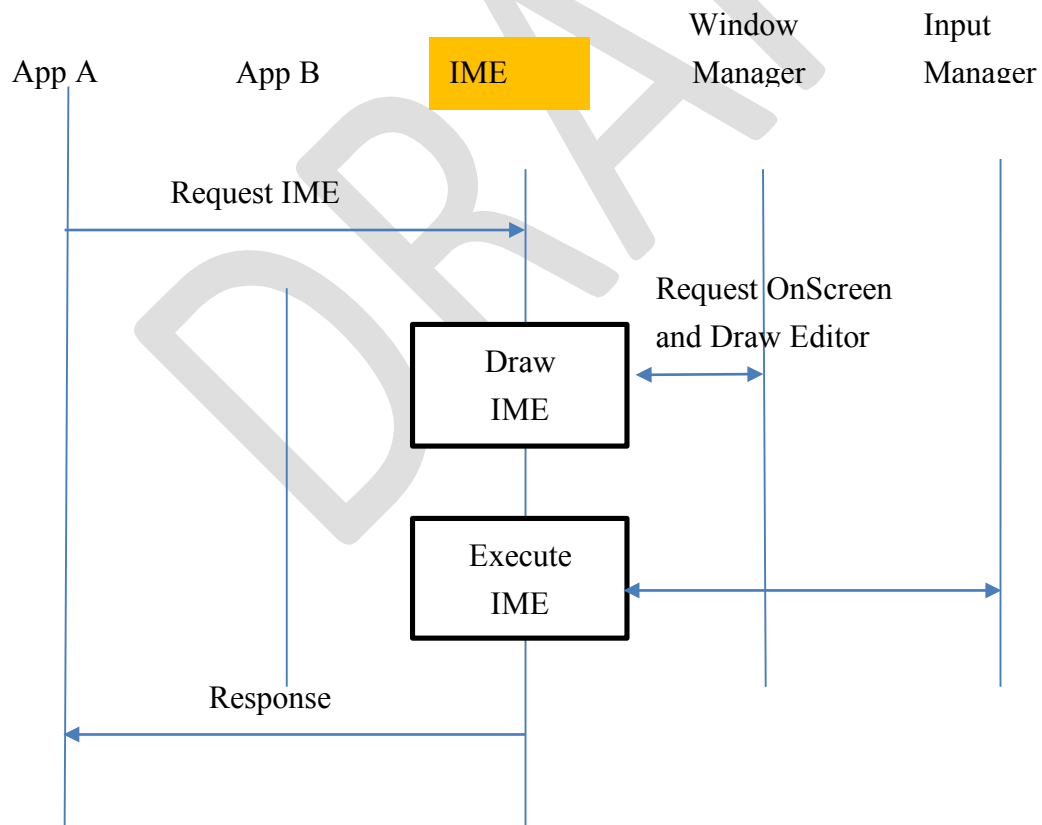 Window
Input
App A
App B
IME
Manager
Manager
Request IME
Request OnScreen
and Draw Editor
Draw
IME
Execute
IME
Response
DRA